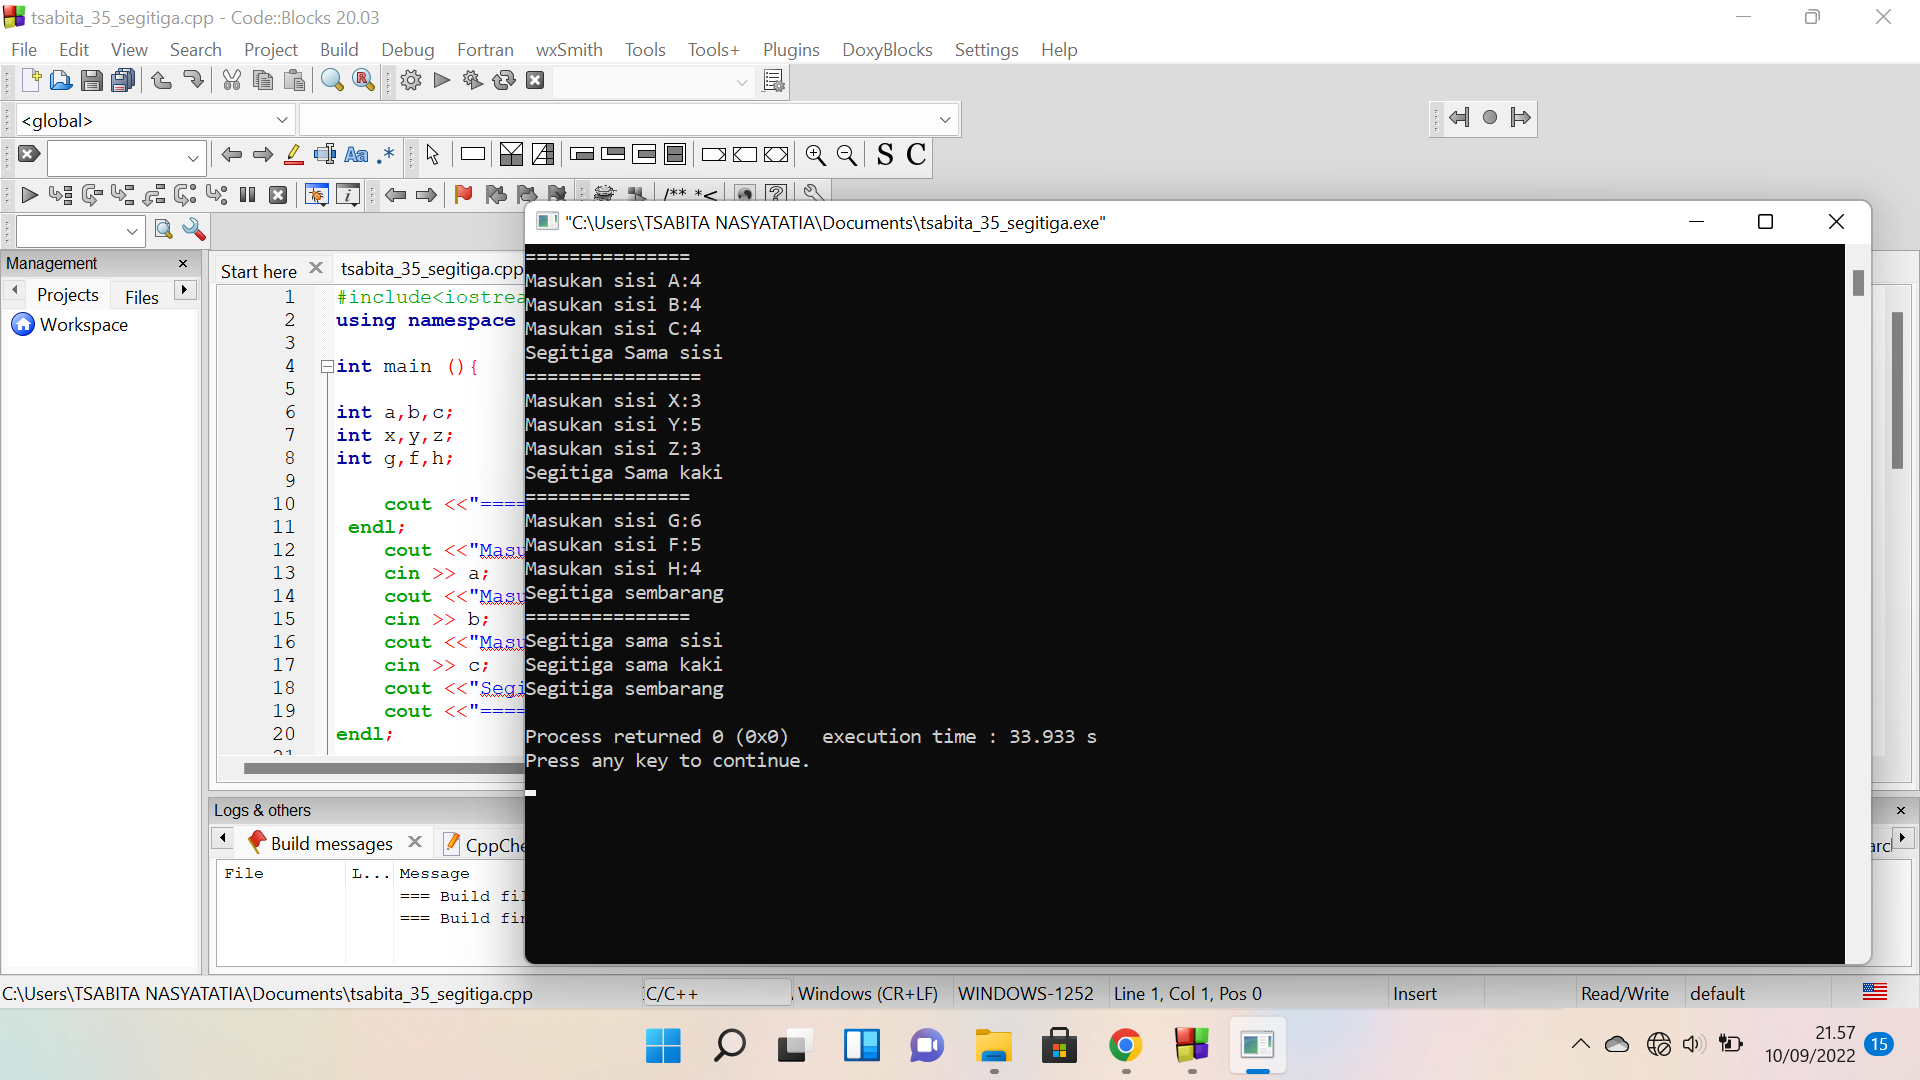 tsabita_35_segitiga.cpp - Code::Blocks 20.03
File Edit View Search Project Build Debug Fortran wxSmith Tools Tools+ Plugins DoxyBlocks Settings Help
<global>
Aa .* S C
/** *<
"C:\Users\TSABITA NASYATATIA\Documents\tsabita_35_segitiga.exe"
Management
Projects Files
Workspace
Start here tsabita_35_segitiga.cpp
1 #include<iostrea
2 using namespace
3
4 int main (){
5
6 int a,b,c;
7 int x,y,z;
8 int g,f,h;
9
10 cout <<"====
11 endl;
12 cout <<"Masu
13 cin >> a;
14 cout <<"Masu
15 cin >> b;
16 cout <<"Masu
17 cin >> c;
18 cout <<"Segi
19 cout <<"====
20 endl;
21
===============
Masukan sisi A:4
Masukan sisi B:4
Masukan sisi C:4
Segitiga Sama sisi
================
Masukan sisi X:3
Masukan sisi Y:5
Masukan sisi Z:3
Segitiga Sama kaki
===============
Masukan sisi G:6
Masukan sisi F:5
Masukan sisi H:4
Segitiga sembarang
===============
Segitiga sama sisi
Segitiga sama kaki
Segitiga sembarang
Process returned 0 (0x0)   execution time : 33.933 s
Press any key to continue.
Logs & others
Build messages CppChe
File L... Message
=== Build fil
=== Build fin
C:\Users\TSABITA NASYATATIA\Documents\tsabita_35_segitiga.cpp C/C++ Windows (CR+LF) WINDOWS-1252 Line 1, Col 1, Pos 0 Insert Read/Write default
21.57
10/09/2022 15